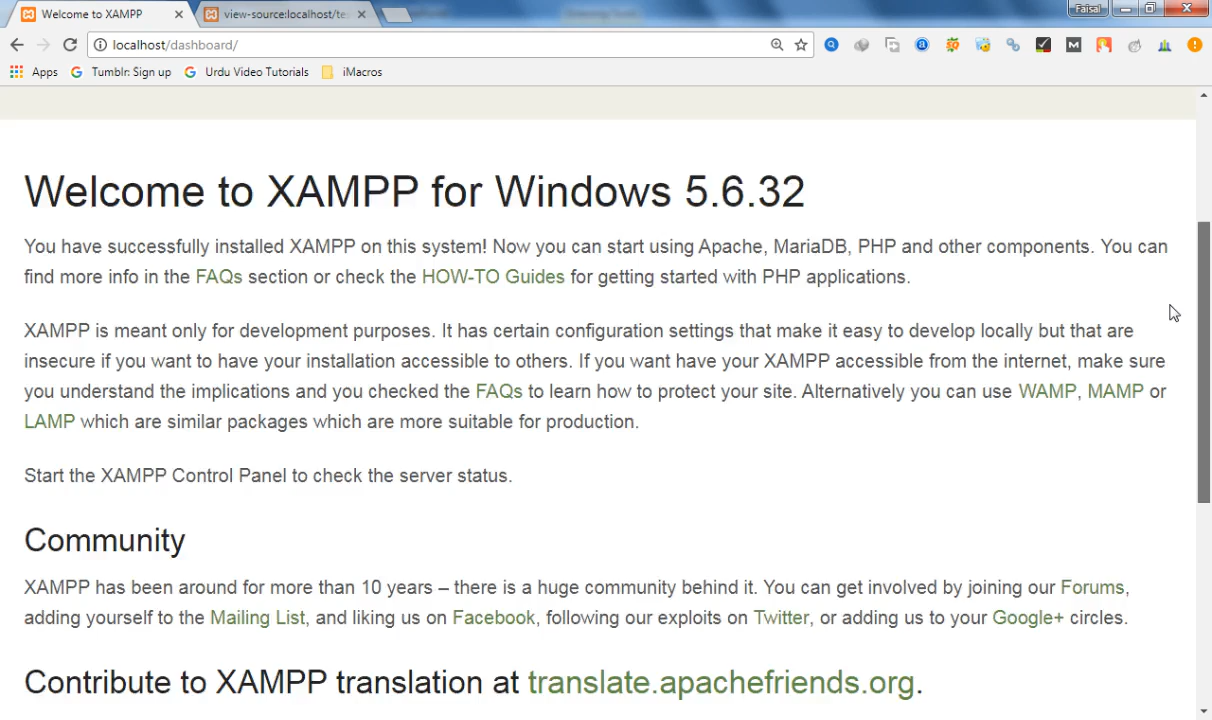 Welcome to XAMPP
view-source:localhost/te
Faisal
localhost/dashboard/
Apps
Tumblr: Sign up
Urdu Video Tutorials
iMacros
Welcome to XAMPP for Windows 5.6.32
You have successfully installed XAMPP on this system! Now you can start using Apache, MariaDB, PHP and other components. You can
find more info in the FAQs section or check the HOW-TO Guides for getting started with PHP applications.
XAMPP is meant only for development purposes. It has certain configuration settings that make it easy to develop locally but that are
insecure if you want to have your installation accessible to others. If you want have your XAMPP accessible from the internet, make sure
you understand the implications and you checked the FAQs to learn how to protect your site. Alternatively you can use WAMP, MAMP or
LAMP which are similar packages which are more suitable for production.
Start the XAMPP Control Panel to check the server status.
Community
XAMPP has been around for more than 10 years – there is a huge community behind it. You can get involved by joining our Forums,
adding yourself to the Mailing List, and liking us on Facebook, following our exploits on Twitter, or adding us to your Google+ circles.
Contribute to XAMPP translation at translate.apachefriends.org.